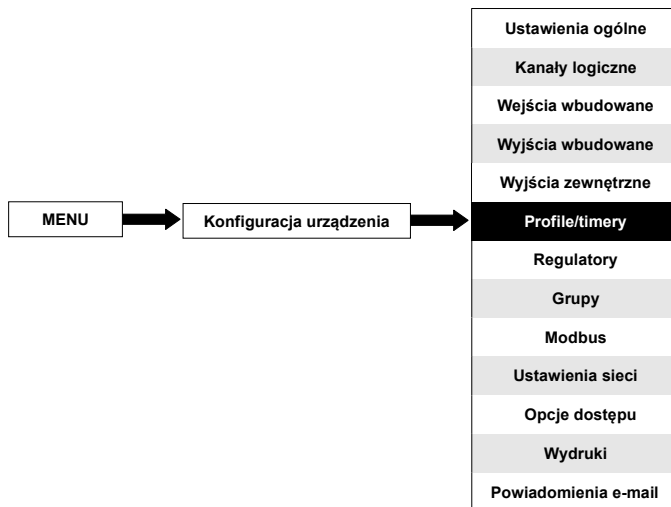 MENU
Konfiguracja urządzenia
Ustawienia ogólne
Kanały logiczne
Wejścia wbudowane
Wyjścia wbudowane
Wyjścia zewnętrzne
Profile/timery
Regulatory
Grupy
Modbus
Ustawienia sieci
Opcje dostępu
Wydruki
Powiadomienia e-mail